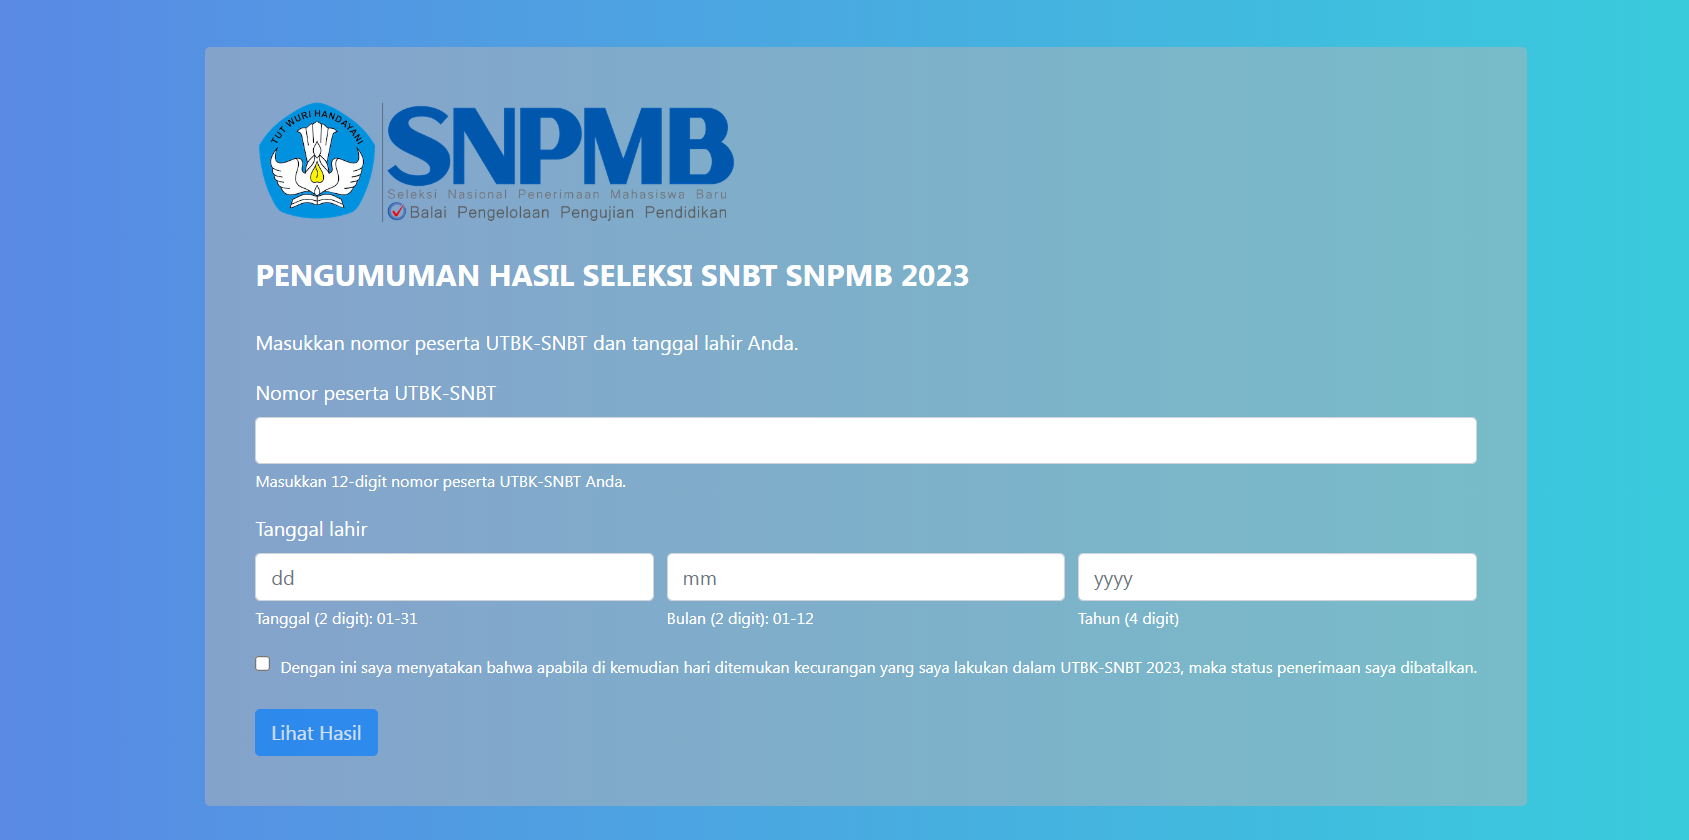 TUT WURI HANDAYANI
SNPMB
Seleksi Nasional Penerimaan Mahasiswa Baru
Balai Pengelolaan Pengujian Pendidikan
PENGUMUMAN HASIL SELEKSI SNBT SNPMB 2023
Masukkan nomor peserta UTBK-SNBT dan tanggal lahir Anda.
Nomor peserta UTBK-SNBT
Masukkan 12-digit nomor peserta UTBK-SNBT Anda.
Tanggal lahir
dd mm yyyy
Tanggal (2 digit): 01-31 Bulan (2 digit): 01-12 Tahun (4 digit)
Dengan ini saya menyatakan bahwa apabila di kemudian hari ditemukan kecurangan yang saya lakukan dalam UTBK-SNBT 2023, maka status penerimaan saya dibatalkan.
Lihat Hasil